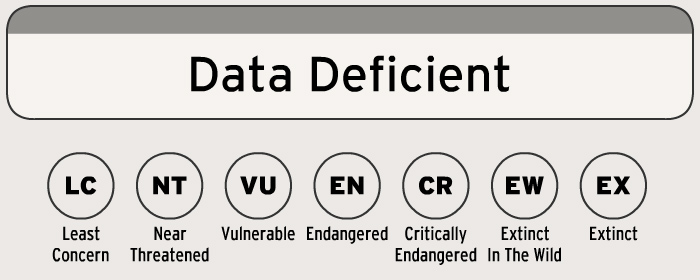 Data Deficient
LC NT VU EN CR EW EX
Least Near Vulnerable Endangered Critically Extinct Extinct
Concern Threatened Endangered In The Wild